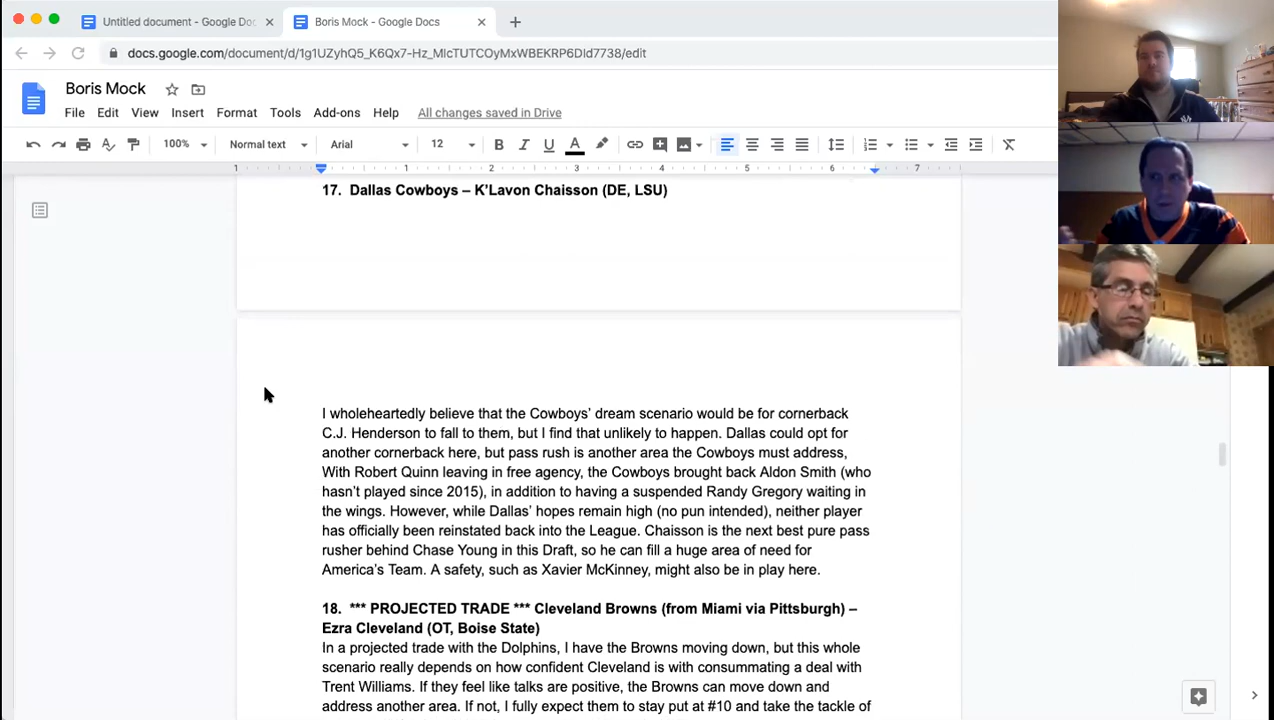 Untitled document - Google Doc
Boris Mock - Google Docs
docs.google.com/document/d/1g1UZyhQ5_K6Qx7-Hz_MlcTUTCOyMxWBEKRP6Dld7738/edit
Boris Mock
File Edit View Insert Format Tools Add-ons Help All changes saved in Drive
100% Normal text Arial 12 B I U A
1 1 2 3 4 5 6 7
17. Dallas Cowboys – K'Lavon Chaisson (DE, LSU)
I wholeheartedly believe that the Cowboys' dream scenario would be for cornerback
C.J. Henderson to fall to them, but I find that unlikely to happen. Dallas could opt for
another cornerback here, but pass rush is another area the Cowboys must address,
With Robert Quinn leaving in free agency, the Cowboys brought back Aldon Smith (who
hasn't played since 2015), in addition to having a suspended Randy Gregory waiting in
the wings. However, while Dallas' hopes remain high (no pun intended), neither player
has officially been reinstated back into the League. Chaisson is the next best pure pass
rusher behind Chase Young in this Draft, so he can fill a huge area of need for
America's Team. A safety, such as Xavier McKinney, might also be in play here.
18. *** PROJECTED TRADE *** Cleveland Browns (from Miami via Pittsburgh) –
Ezra Cleveland (OT, Boise State)
In a projected trade with the Dolphins, I have the Browns moving down, but this whole
scenario really depends on how confident Cleveland is with consummating a deal with
Trent Williams. If they feel like talks are positive, the Browns can move down and
address another area. If not, I fully expect them to stay put at #10 and take the tackle of